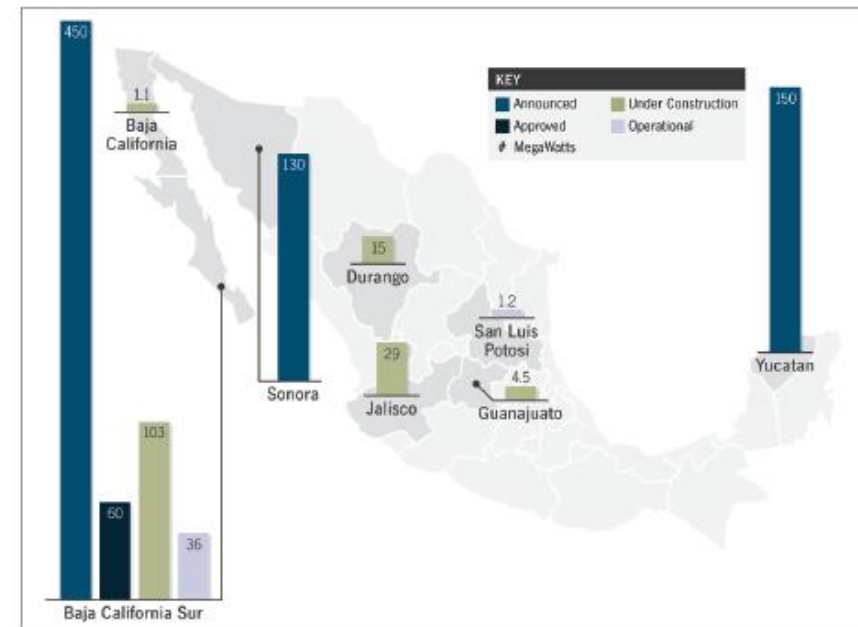 450
1.1
Baja
California
130
Sonora
15
Durango
29
Jalisco
1.2
San Luis
Potosi
4.5
Guanajuato
KEY
Announced
Under Construction
Approved
Operational
# MegaWatts
150
Yucatan
60
103
36
Baja California Sur